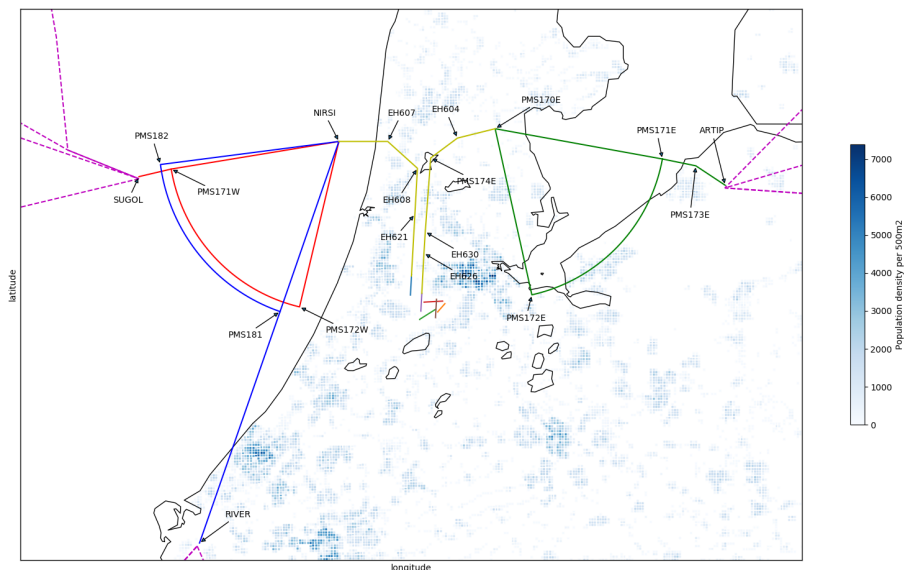 NIRSI
EH607
EH604
PMS170E
PMS182
PMS171E
ARTIP
PMS174E
SUGOL
PMS171W
EH608
PMS173E
EH621
EH630
EH626
PMS172E
PMS181
PMS172W
RIVER
latitude
longitude
7000
6000
5000
4000
3000
2000
1000
0
Population density per 500m2